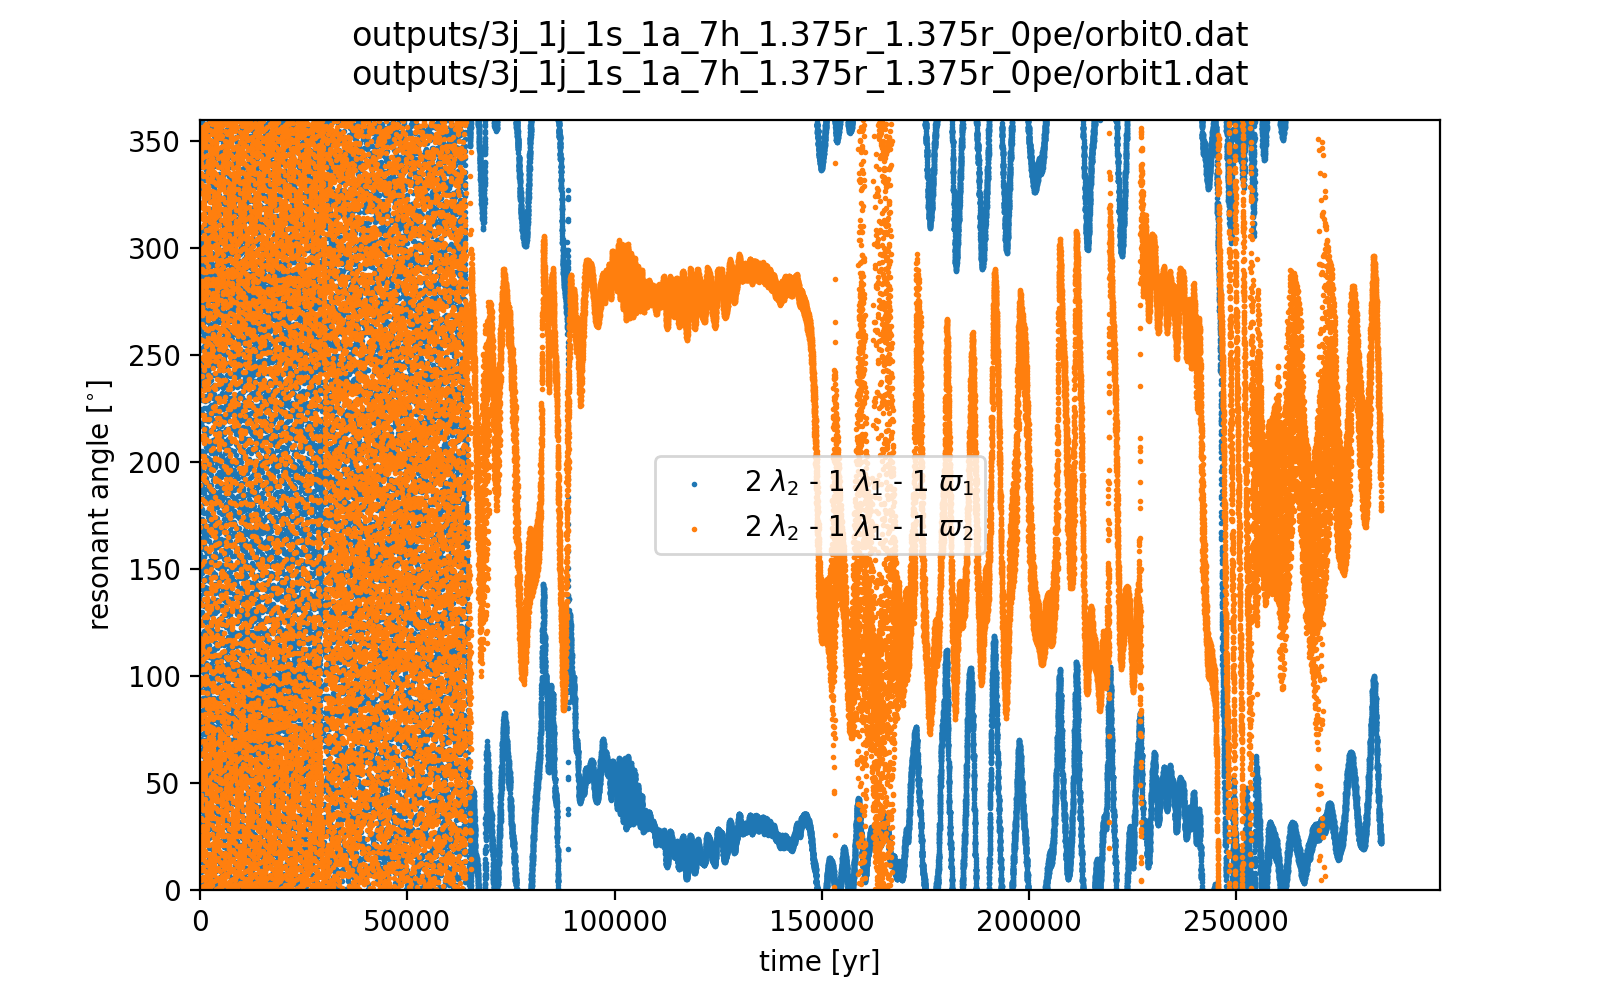 outputs/3j_1j_1s_1a_7h_1.375r_1.375r_0pe/orbit0.dat
outputs/3j_1j_1s_1a_7h_1.375r_1.375r_0pe/orbit1.dat
350
300
250
200
150
100
50
0
resonant angle [°]
2 λ₂ - 1 λ₁ - 1 ϖ₁
2 λ₂ - 1 λ₁ - 1 ϖ₂
0 50000 100000 150000 200000 250000
time [yr]